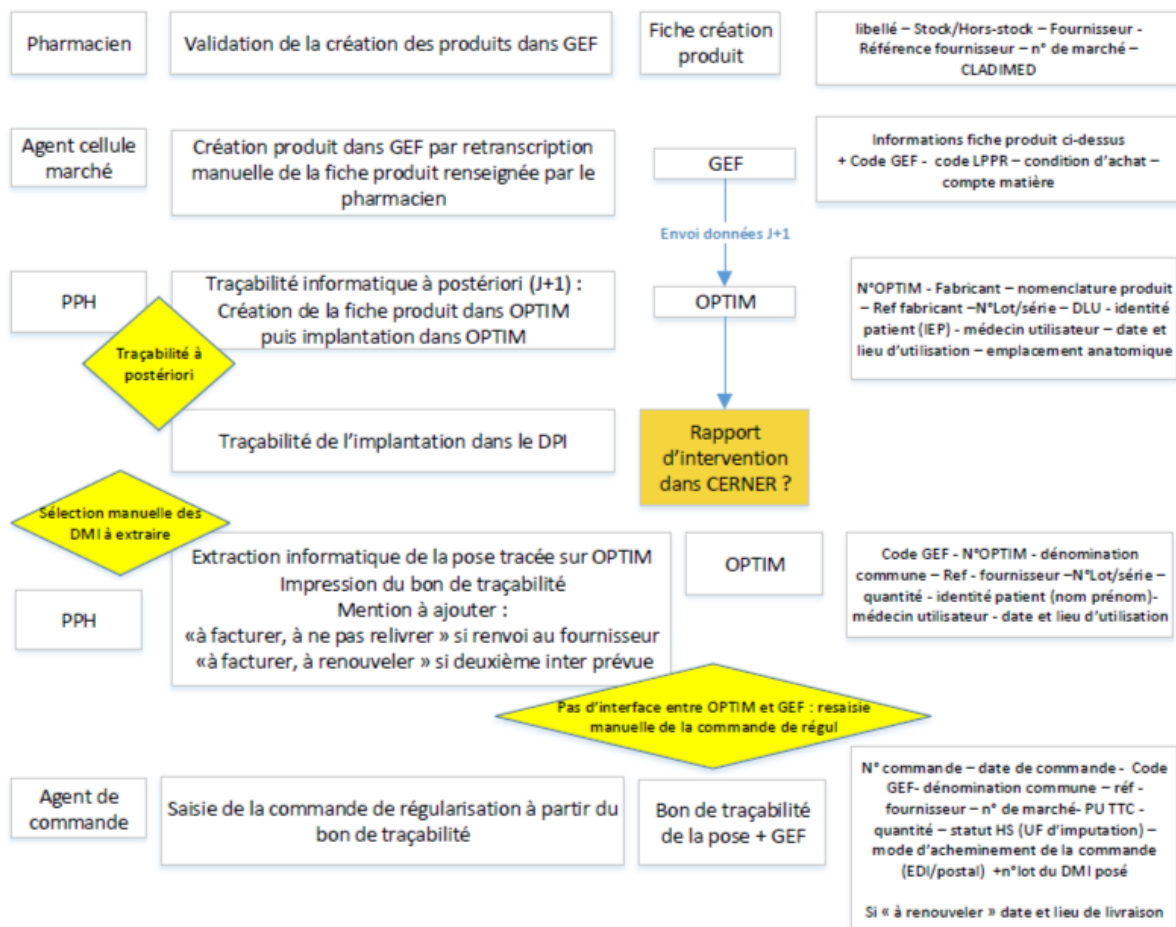 Pharmacien
Validation de la création des produits dans GEF
Fiche création
produit
libellé – Stock/Hors-stock – Fournisseur -
Référence fournisseur – n° de marché –
CLADIMED
Agent cellule
marché
Création produit dans GEF par retranscription
manuelle de la fiche produit renseignée par le
pharmacien
GEF
Informations fiche produit ci-dessus
+ Code GEF - code LPPR – condition d'achat –
compte matière
Envoi données J+1
PPH
Traçabilité informatique à postériori (J+1) :
Création de la fiche produit dans OPTIM
puis implantation dans OPTIM
OPTIM
N°OPTIM - Fabricant – nomenclature produit
– Ref fabricant –N°Lot/série – DLU - identité
patient (IEP) - médecin utilisateur – date et
lieu d'utilisation – emplacement anatomique
Traçabilité à
postériori
Traçabilité de l'implantation dans le DPI
Rapport
d'intervention
dans CERNER ?
Sélection manuelle des
DMI à extraire
PPH
Extraction informatique de la pose tracée sur OPTIM
Impression du bon de traçabilité
Mention à ajouter :
«à facturer, à ne pas relivrer » si renvoi au fournisseur
«à facturer, à renouveler » si deuxième inter prévue
OPTIM
Code GEF - N°OPTIM - dénomination
commune – Ref - fournisseur –N°Lot/série –
quantité - identité patient (nom prénom)-
médecin utilisateur - date et lieu d'utilisation
Pas d'interface entre OPTIM et GEF : resaisie
manuelle de la commande de régul
Agent de
commande
Saisie de la commande de régularisation à partir du
bon de traçabilité
Bon de traçabilité
de la pose + GEF
N° commande – date de commande - Code
GEF- dénomination commune – réf -
fournisseur – n° de marché- PU TTC -
quantité – statut HS (UF d'imputation) –
mode d'acheminement de la commande
(EDI/postal) +n°lot du DMI posé
Si « à renouveler » date et lieu de livraison